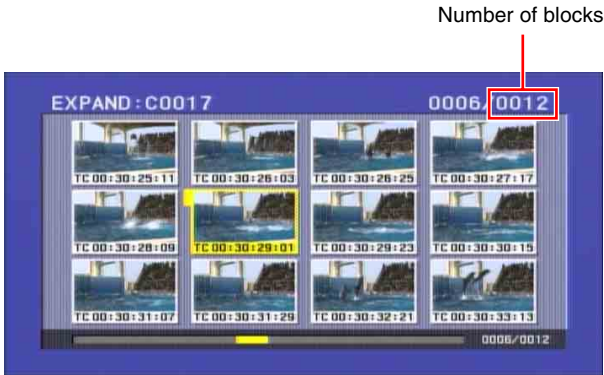 Number of blocks
EXPAND:C0017 0006/0012
TC 00:30:25:11 TC 00:30:26:03 TC 00:30:26:25 TC 00:30:27:17
TC 00:30:28:09 TC 00:30:29:01 TC 00:30:29:23 TC 00:30:30:15
TC 00:30:31:07 TC 00:30:31:29 TC 00:30:32:21 TC 00:30:33:13
0006/0012